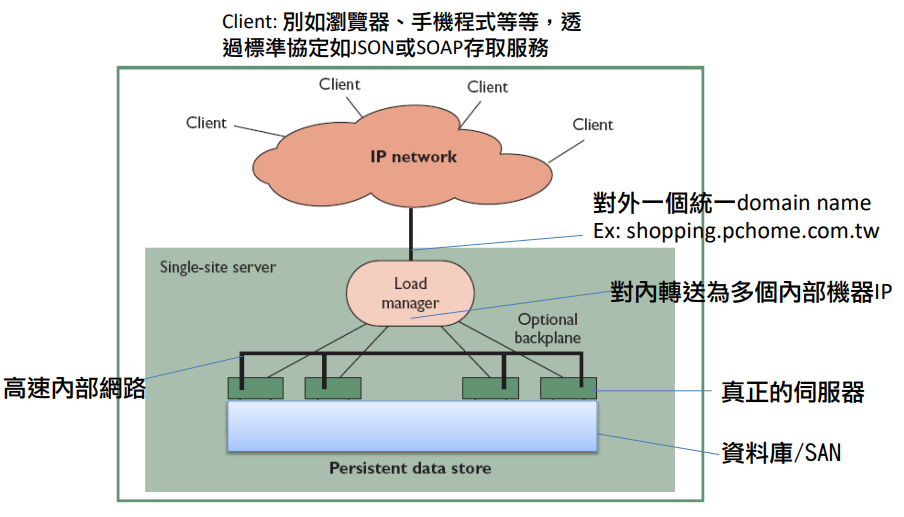 Client: 別如瀏覽器、手機程式等等，透
過標準協定如JSON或SOAP存取服務
Client
Client
Client
Client
IP network
對外一個統一domain name
Ex: shopping.pchome.com.tw
Single-site server
Load
manager
對內轉送為多個內部機器IP
Optional
backplane
高速內部網路
真正的伺服器
資料庫/SAN
Persistent data store